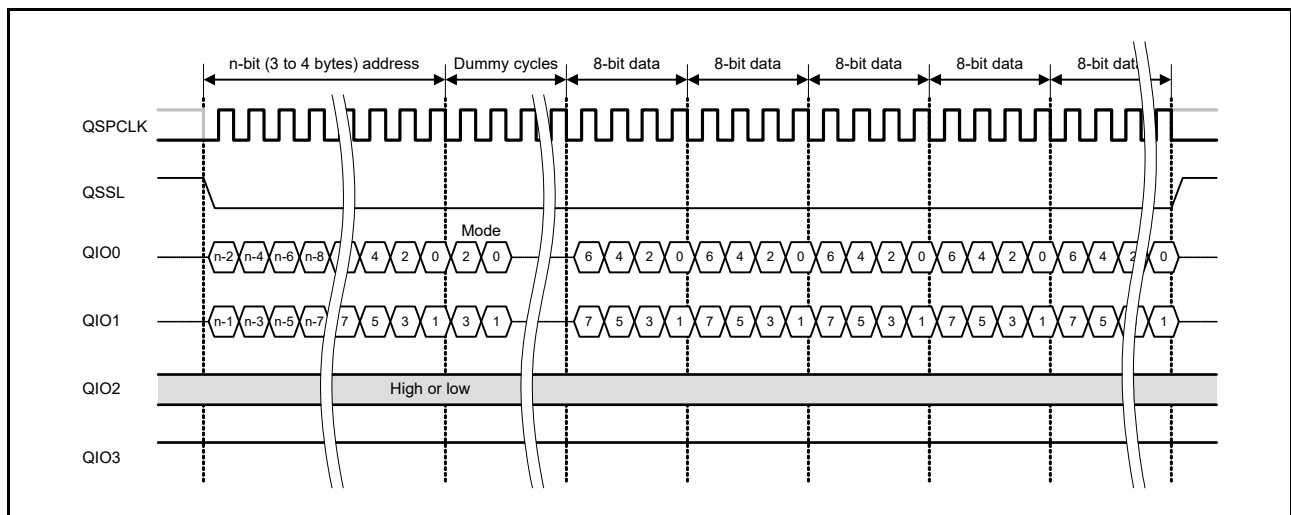 n-bit (3 to 4 bytes) address Dummy cycles 8-bit data 8-bit data 8-bit data 8-bit data 8-bit data
QSPCLK
QSSL
Mode
QIO0 n-2 n-4 n-6 n-8 4 2 0 2 0 6 4 2 0 6 4 2 0 6 4 2 0 6 4 2 0 6 4 2 0
QIO1 n-1 n-3 n-5 n-7 7 5 3 1 3 1 7 5 3 1 7 5 3 1 7 5 3 1 7 5 3 1 7 5 1
QIO2 High or low
QIO3